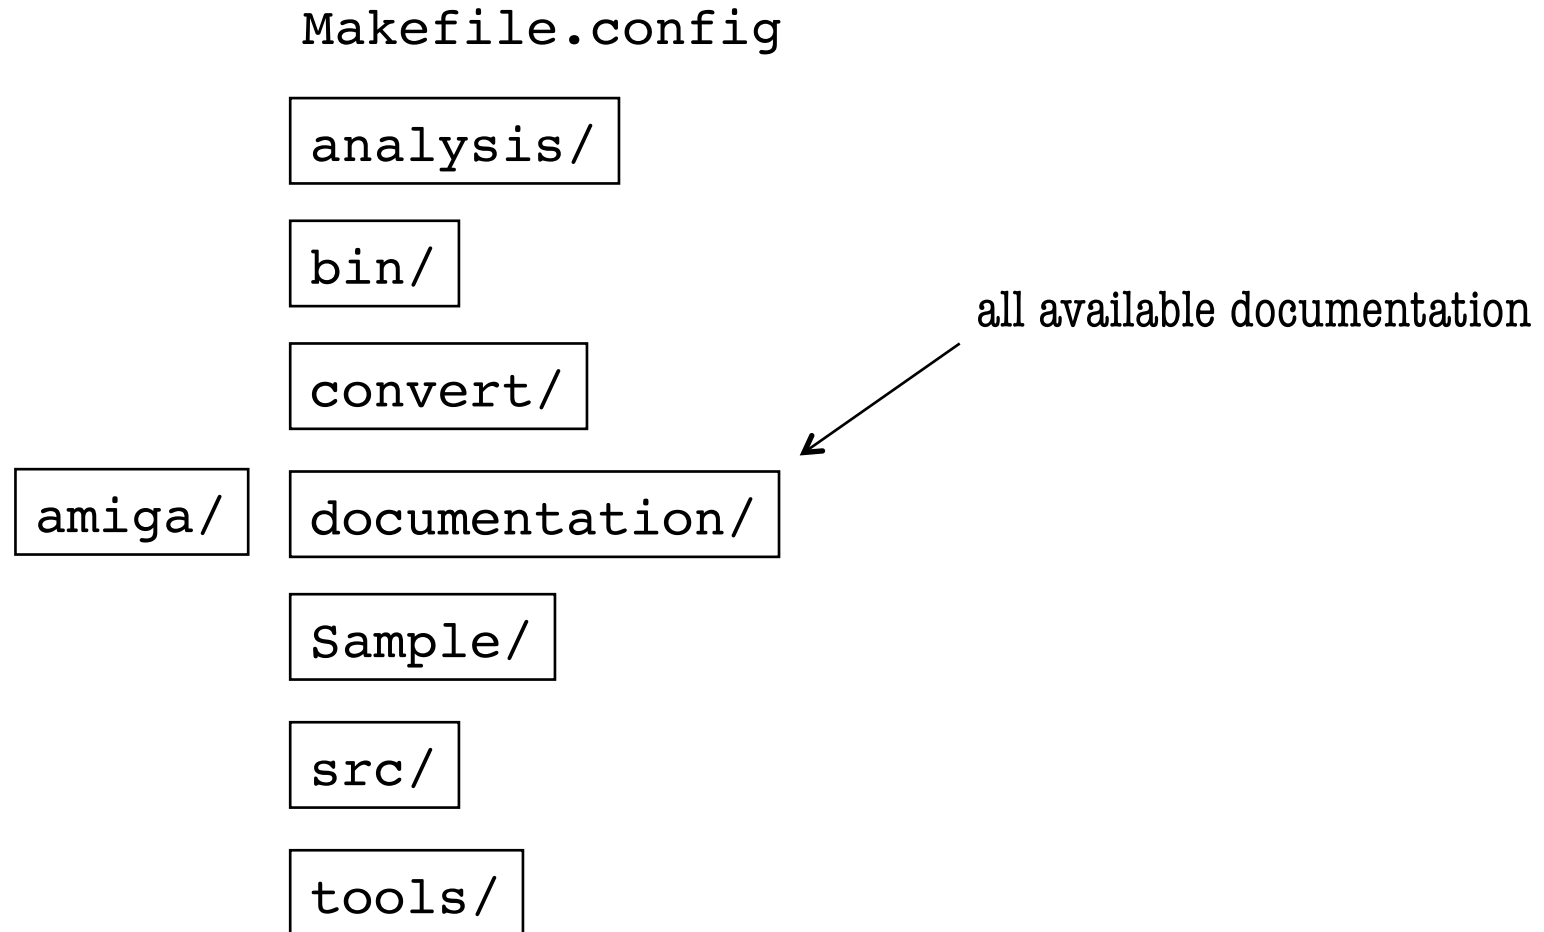 Makefile.config
analysis/
bin/
all available documentation
convert/
amiga/
documentation/
Sample/
src/
tools/